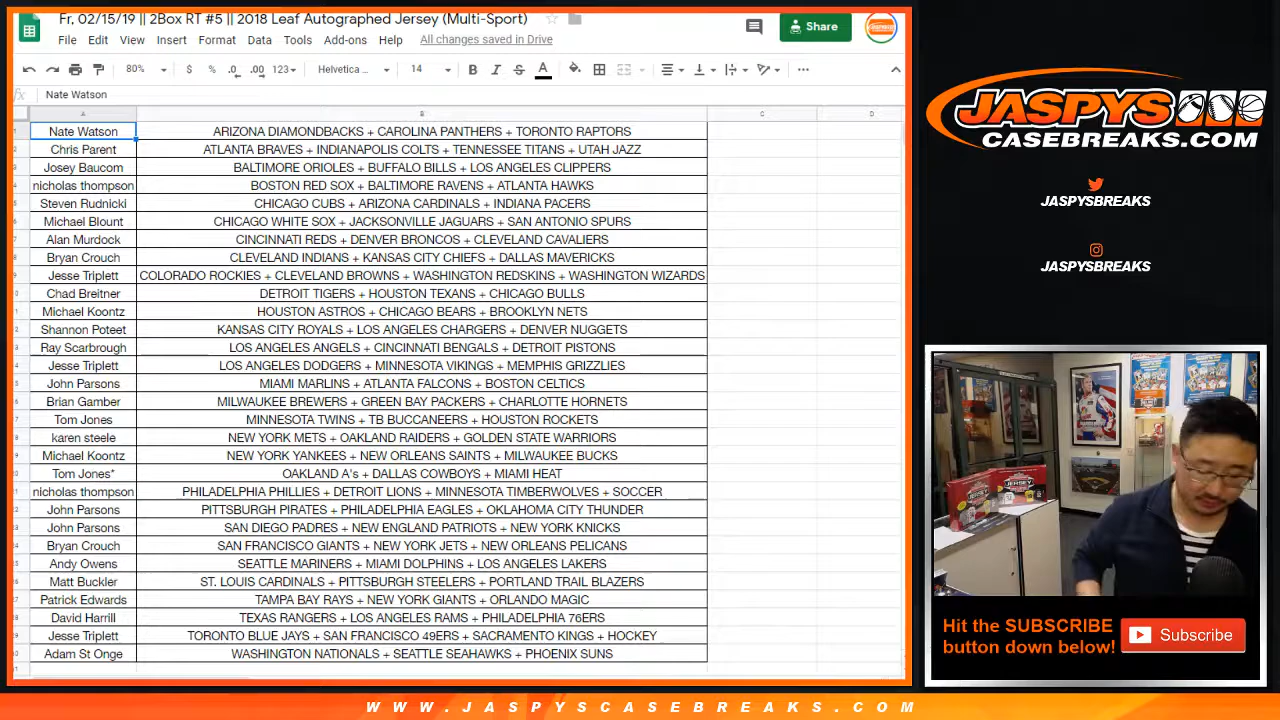 Fr, 02/15/19 || 2Box RT #5 || 2018 Leaf Autographed Jersey (Multi-Sport)
File Edit View Insert Format Data Tools Add-ons Help All changes saved in Drive
Share
80% $ % .0 .00 123 Helvetica ... 14 B I S A
fx Nate Watson
A B C D
Nate Watson ARIZONA DIAMONDBACKS + CAROLINA PANTHERS + TORONTO RAPTORS
Chris Parent ATLANTA BRAVES + INDIANAPOLIS COLTS + TENNESSEE TITANS + UTAH JAZZ
Josey Baucom BALTIMORE ORIOLES + BUFFALO BILLS + LOS ANGELES CLIPPERS
nicholas thompson BOSTON RED SOX + BALTIMORE RAVENS + ATLANTA HAWKS
Steven Rudnicki CHICAGO CUBS + ARIZONA CARDINALS + INDIANA PACERS
Michael Blount CHICAGO WHITE SOX + JACKSONVILLE JAGUARS + SAN ANTONIO SPURS
Alan Murdock CINCINNATI REDS + DENVER BRONCOS + CLEVELAND CAVALIERS
Bryan Crouch CLEVELAND INDIANS + KANSAS CITY CHIEFS + DALLAS MAVERICKS
Jesse Triplett COLORADO ROCKIES + CLEVELAND BROWNS + WASHINGTON REDSKINS + WASHINGTON WIZARDS
Chad Breitner DETROIT TIGERS + HOUSTON TEXANS + CHICAGO BULLS
Michael Koontz HOUSTON ASTROS + CHICAGO BEARS + BROOKLYN NETS
Shannon Poteet KANSAS CITY ROYALS + LOS ANGELES CHARGERS + DENVER NUGGETS
Ray Scarbrough LOS ANGELES ANGELS + CINCINNATI BENGALS + DETROIT PISTONS
Jesse Triplett LOS ANGELES DODGERS + MINNESOTA VIKINGS + MEMPHIS GRIZZLIES
John Parsons MIAMI MARLINS + ATLANTA FALCONS + BOSTON CELTICS
Brian Gamber MILWAUKEE BREWERS + GREEN BAY PACKERS + CHARLOTTE HORNETS
Tom Jones MINNESOTA TWINS + TB BUCCANEERS + HOUSTON ROCKETS
karen steele NEW YORK METS + OAKLAND RAIDERS + GOLDEN STATE WARRIORS
Michael Koontz NEW YORK YANKEES + NEW ORLEANS SAINTS + MILWAUKEE BUCKS
Tom Jones* OAKLAND A's + DALLAS COWBOYS + MIAMI HEAT
nicholas thompson PHILADELPHIA PHILLIES + DETROIT LIONS + MINNESOTA TIMBERWOLVES + SOCCER
John Parsons PITTSBURGH PIRATES + PHILADELPHIA EAGLES + OKLAHOMA CITY THUNDER
John Parsons SAN DIEGO PADRES + NEW ENGLAND PATRIOTS + NEW YORK KNICKS
Bryan Crouch SAN FRANCISCO GIANTS + NEW YORK JETS + NEW ORLEANS PELICANS
Andy Owens SEATTLE MARINERS + MIAMI DOLPHINS + LOS ANGELES LAKERS
Matt Buckler ST. LOUIS CARDINALS + PITTSBURGH STEELERS + PORTLAND TRAIL BLAZERS
Patrick Edwards TAMPA BAY RAYS + NEW YORK GIANTS + ORLANDO MAGIC
David Harrill TEXAS RANGERS + LOS ANGELES RAMS + PHILADELPHIA 76ERS
Jesse Triplett TORONTO BLUE JAYS + SAN FRANCISCO 49ERS + SACRAMENTO KINGS + HOCKEY
Adam St Onge WASHINGTON NATIONALS + SEATTLE SEAHAWKS + PHOENIX SUNS
JASPYS
CASEBREAKS.COM
JASPYSBREAKS
JASPYSBREAKS
JERSEY
Hit the SUBSCRIBE
button down below!
Subscribe
WWW.JASPYSCASEBREAKS.COM